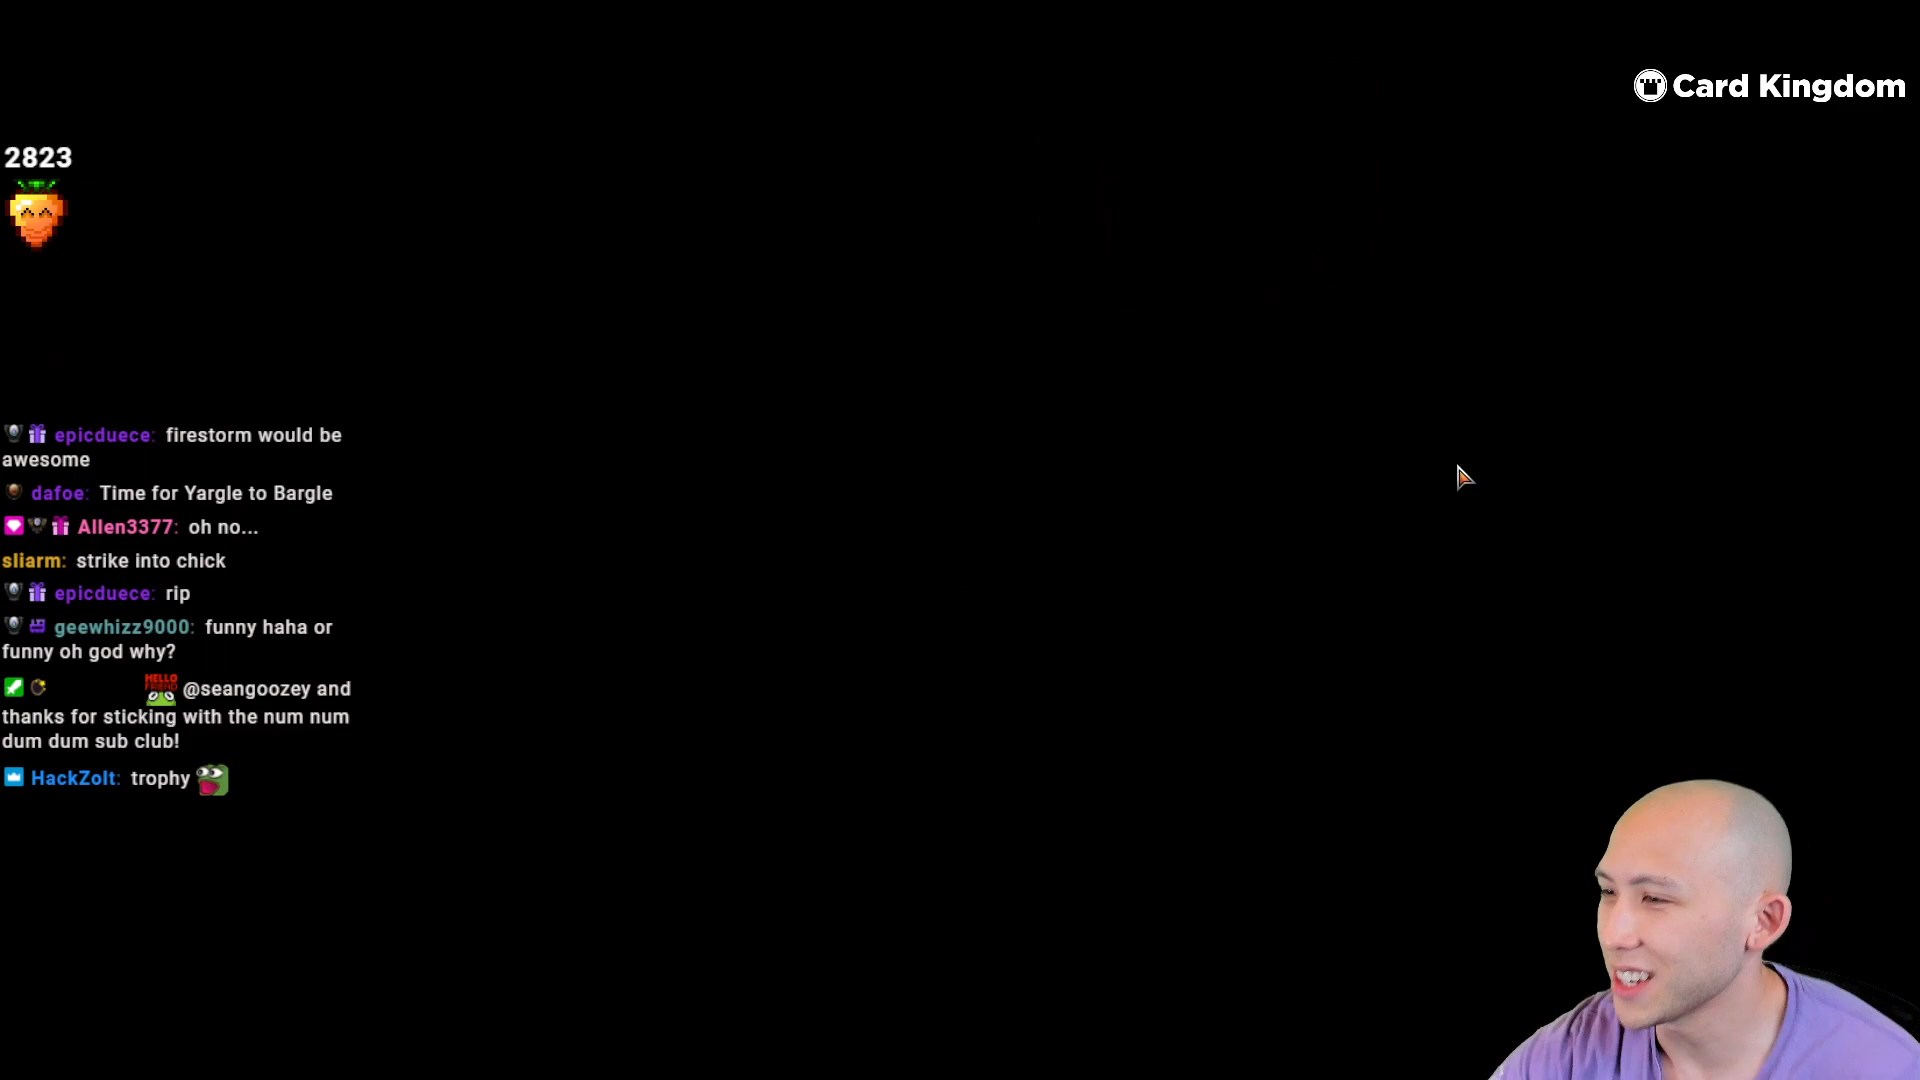 Card Kingdom
2823
epicduece: firestorm would be
awesome
dafoe: Time for Yargle to Bargle
Allen3377: oh no...
sliarm: strike into chick
epicduece: rip
geewhizz9000: funny haha or
funny oh god why?
HELLO
FRIEND
@seangoozey and
thanks for sticking with the num num
dum dum sub club!
HackZolt: trophy